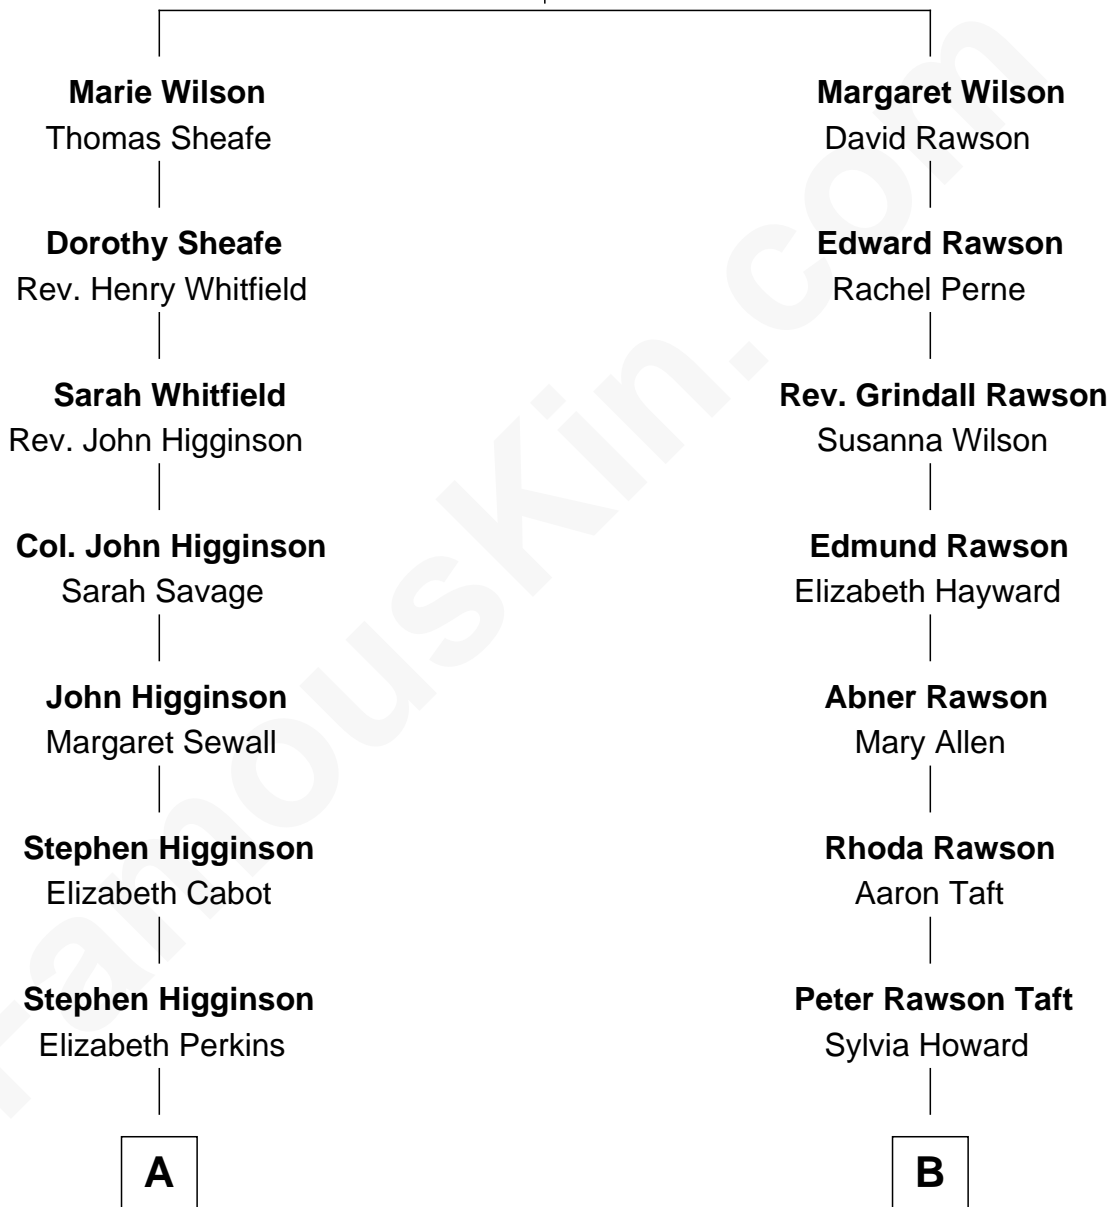 Marie Wilson
Thomas Sheafe
Dorothy Sheafe
Rev. Henry Whitfield
Sarah Whitfield
Rev. John Higginson
Col. John Higginson
Sarah Savage
John Higginson
Margaret Sewall
Stephen Higginson
Elizabeth Cabot
Stephen Higginson
Elizabeth Perkins
A
Margaret Wilson
David Rawson
Edward Rawson
Rachel Perne
Rev. Grindall Rawson
Susanna Wilson
Edmund Rawson
Elizabeth Hayward
Abner Rawson
Mary Allen
Rhoda Rawson
Aaron Taft
Peter Rawson Taft
Sylvia Howard
B
FamousKin.com